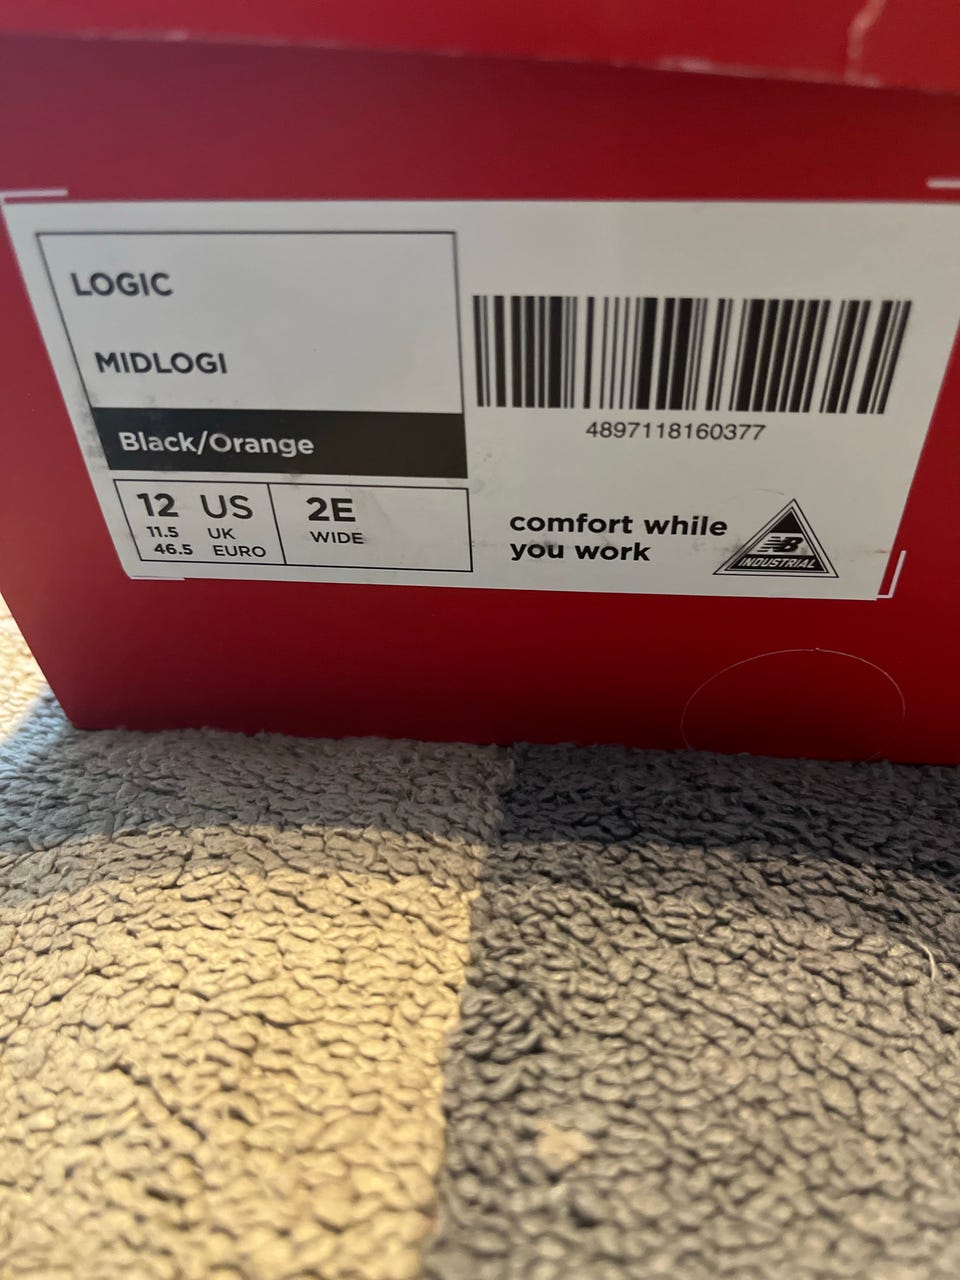 LOGIC
MIDLOGI
Black/Orange
12 US
11.5 UK
46.5 EURO
2E
WIDE
4897118160377
comfort while
you work
NB
INDUSTRIAL